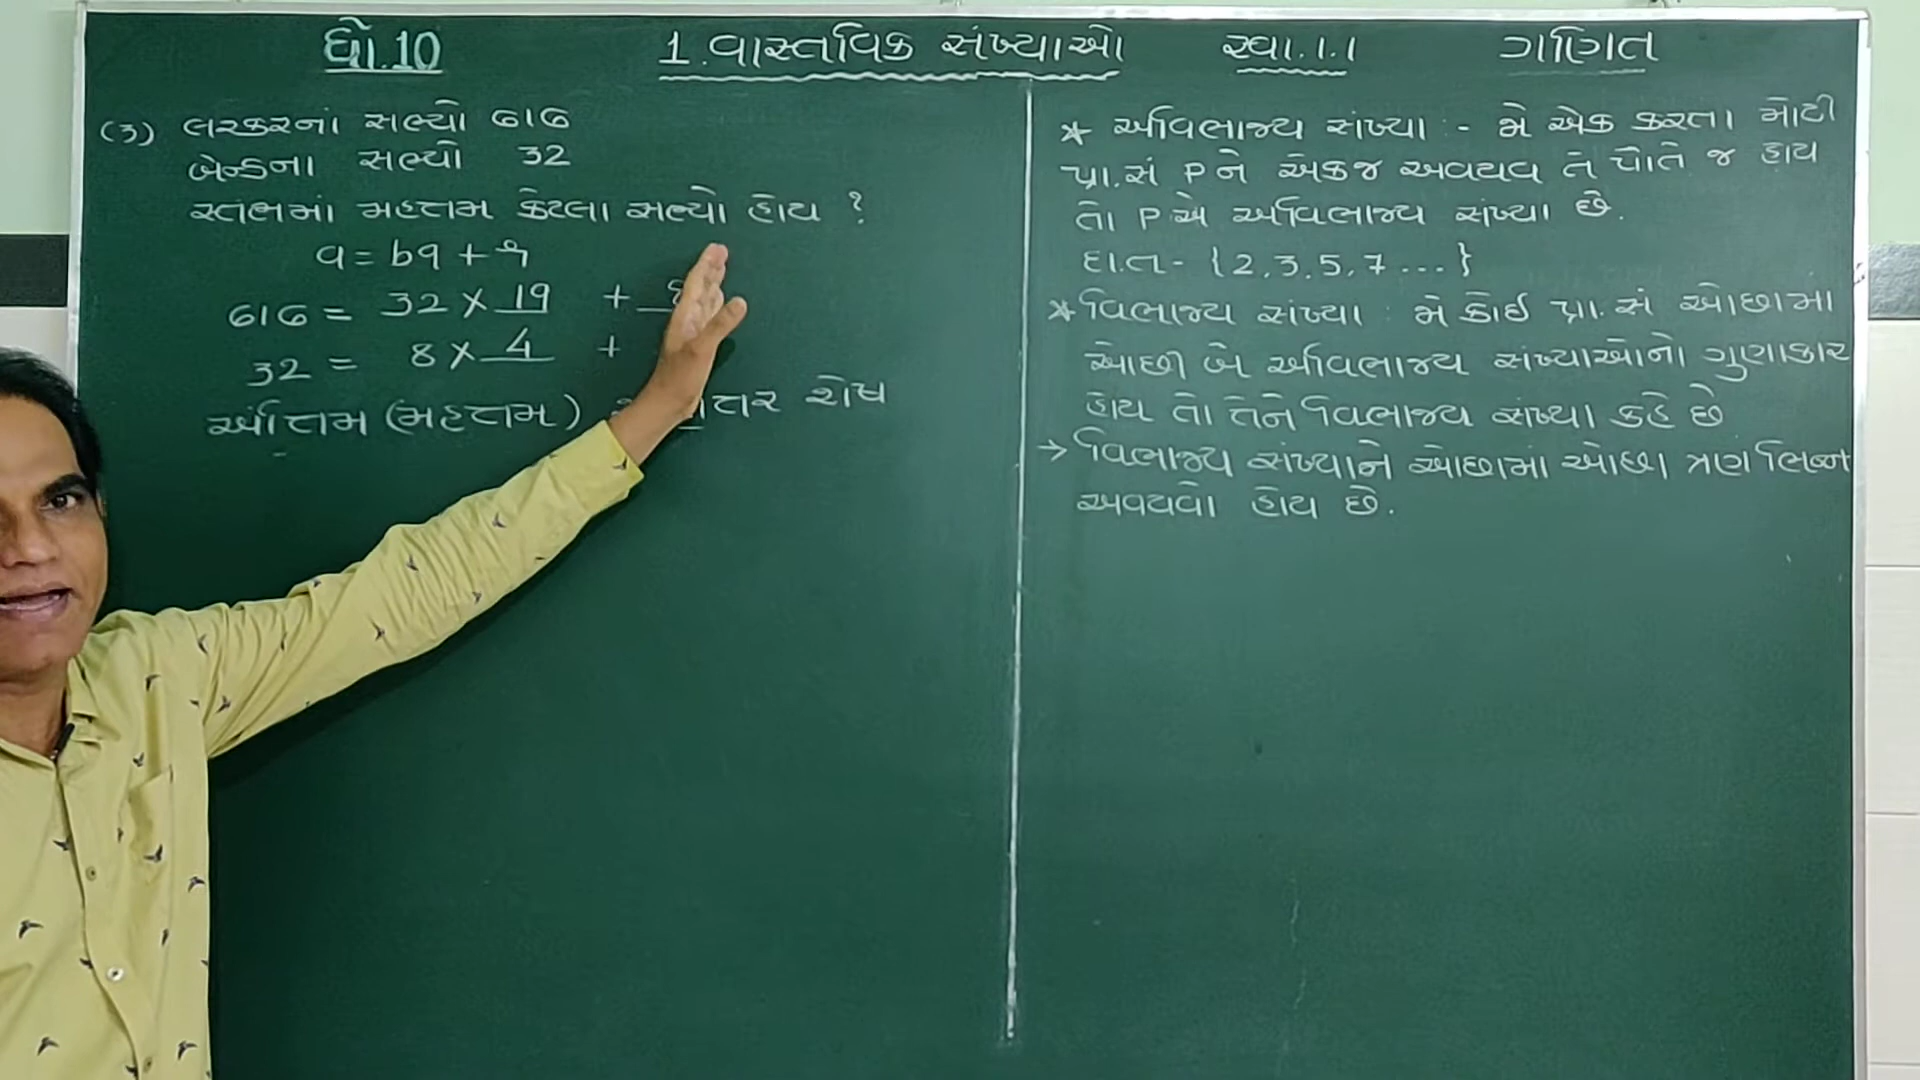 ધો.10 1.વાસ્તવિક સંખ્યાઓ સ્વા.1.1 ગણિત
(3) લશ્કરનાં સભ્યો 616
બેન્ડના સભ્યો 32
સ્તંભમાં મહત્તમ કેટલા સભ્યો હોય ?
a = bq + r
616 = 32 × 19 + 8
32 = 8 × 4 +
અંતિમ (મહત્તમ) શેષ
* અવિભાજ્ય સંખ્યા :- જે એક કરતા મોટી
પ્રા.સં P ને એકજ અવયવ તે પોતે જ હોય
તો P એ અવિભાજ્ય સંખ્યા છે.
દા.ત - {2,3,5,7 ...}
* વિભાજ્ય સંખ્યા : જે કોઈ પ્રા.સં ઓછામાં
ઓછી બે અવિભાજ્ય સંખ્યાઓનો ગુણાકાર
હોય તો તેને વિભાજ્ય સંખ્યા કહે છે
→ વિભાજ્ય સંખ્યાને ઓછામાં ઓછા ત્રણ ભિન્ન
અવયવો હોય છે.